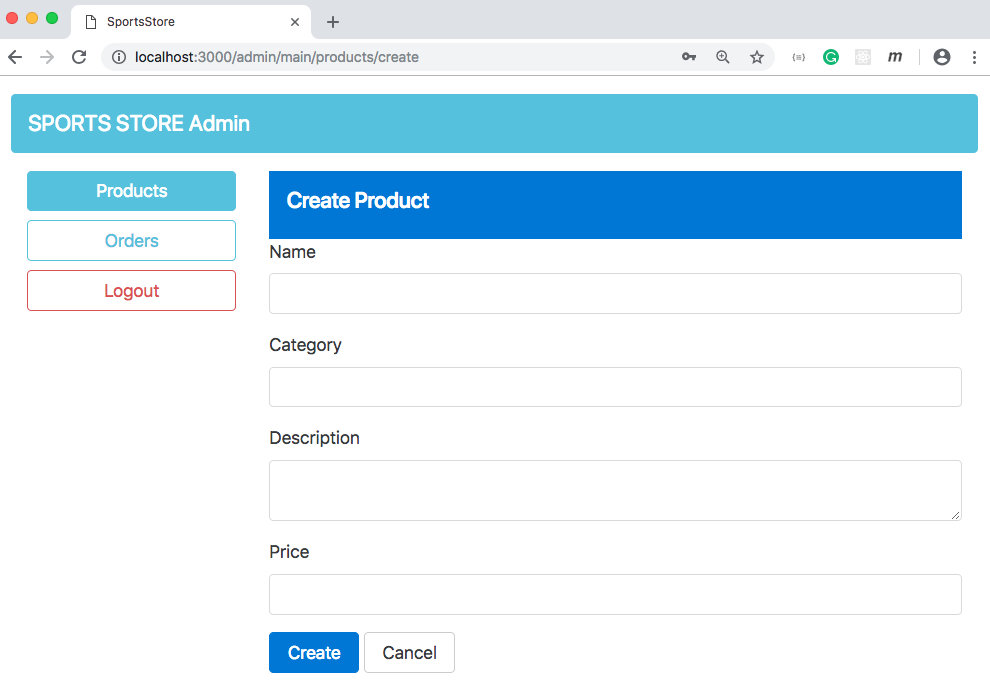 SportsStore
localhost:3000/admin/main/products/create
SPORTS STORE Admin
Products
Orders
Logout
Create Product
Name
Category
Description
Price
Create
Cancel